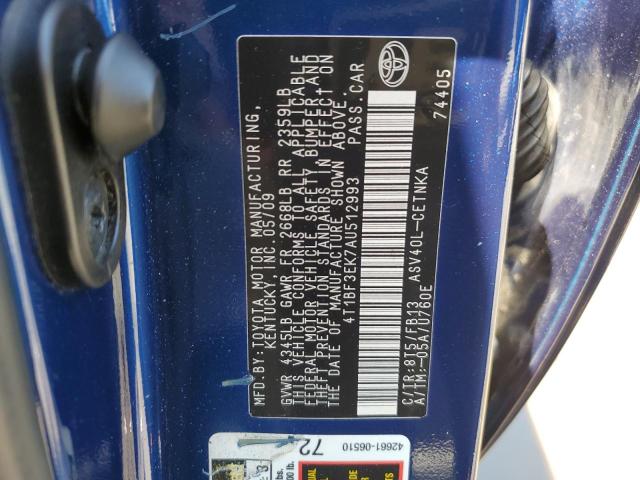 MFD.BY:TOYOTA MOTOR MANUFACTURING,
KENTUCKY, INC. 05/09
GVWR 4345LB GAWR FR 2668LB RR 2359LB
THIS VEHICLE CONFORMS TO ALL APPLICABLE
FEDERAL MOTOR VEHICLE SAFETY, BUMPER, AND
THEFT PREVENTION STANDARDS IN EFFECT ON
THE DATE OF MANUFACTURE SHOWN ABOVE.
4T1BF3EK7AU512993 PASS.CAR
ASV40L-CETNKA
C/TR:8T5/FB13
A/TM:-05A/U760E 74405
42661-06510
72